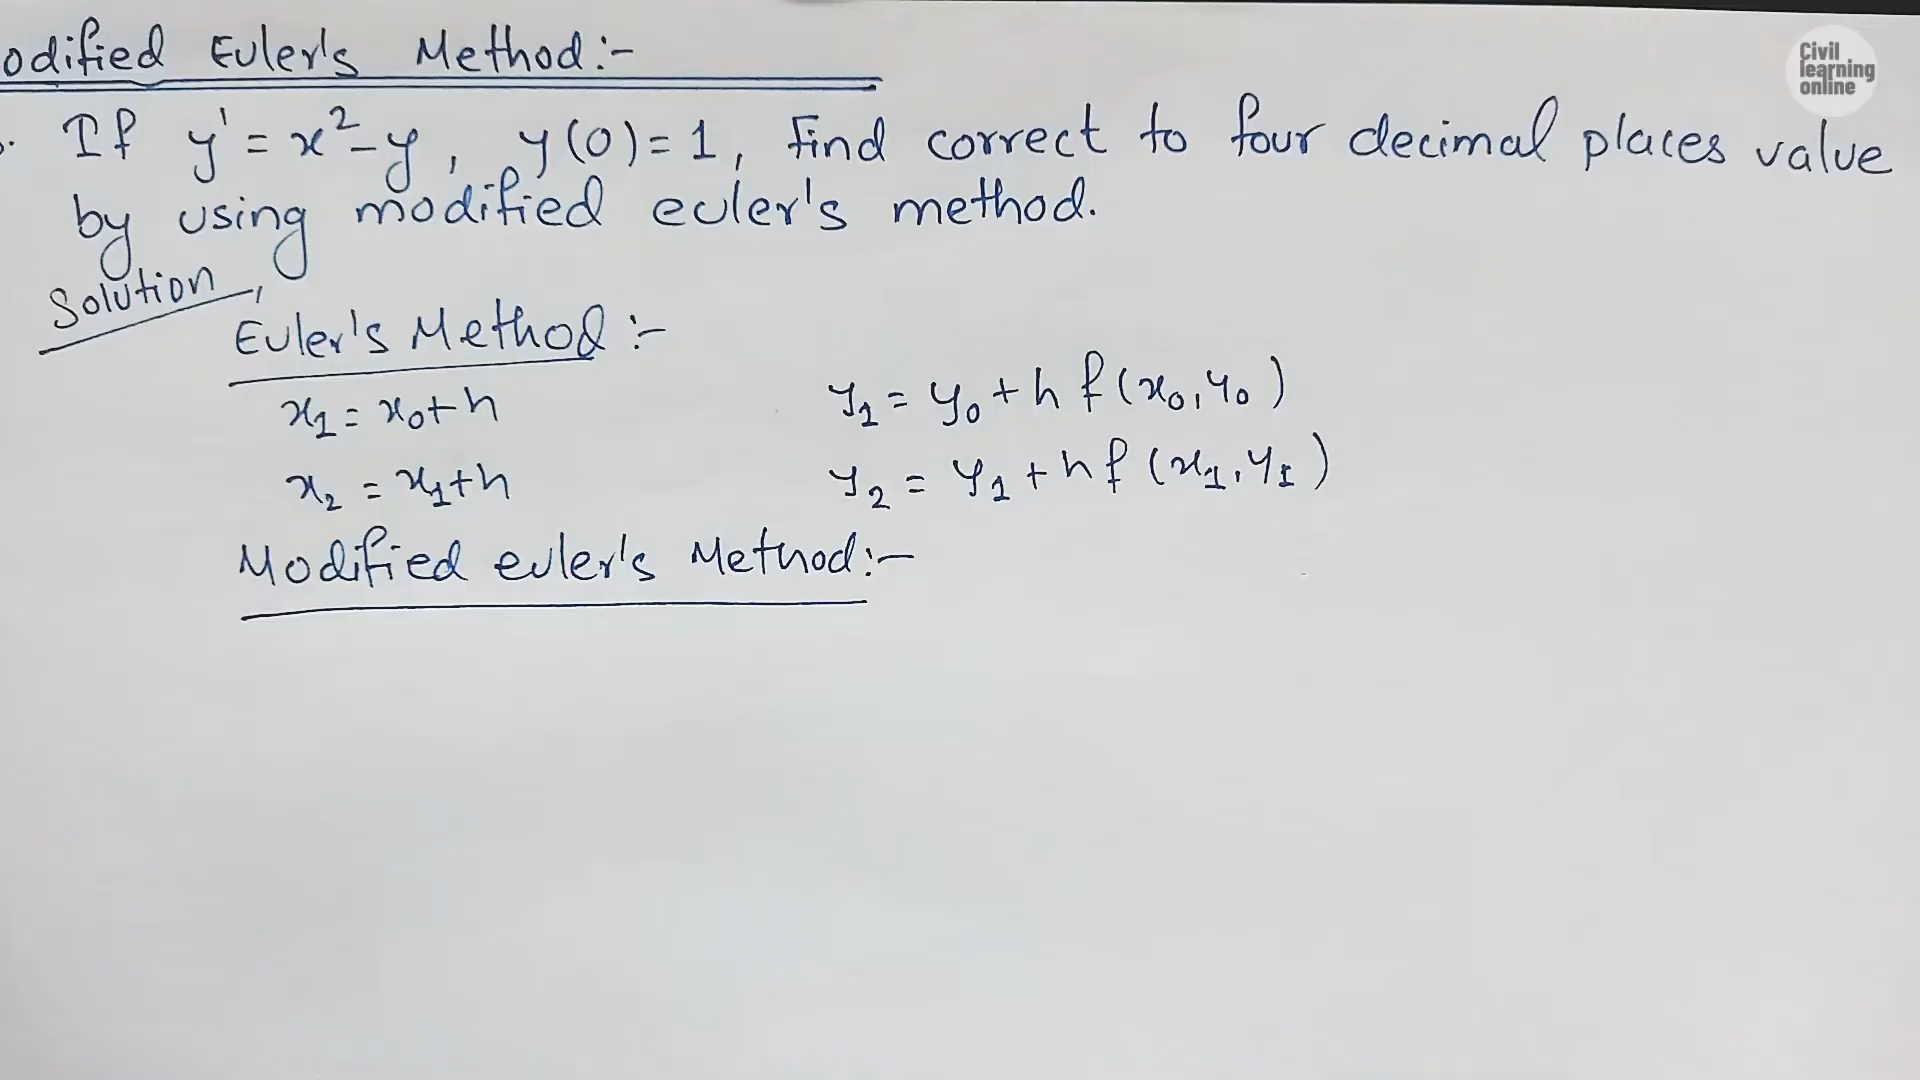 odified Euler's Method:-
If y' = x² - y, y(0) = 1, Find correct to four decimal places value
by using modified euler's method.
Solution,
Euler's Method :-
x₁ = x₀ + h y₁ = y₀ + h f(x₀, y₀)
x₂ = x₁ + h y₂ = y₁ + h f(x₁, y₁)
Modified euler's Method:-
Civil
learning
online